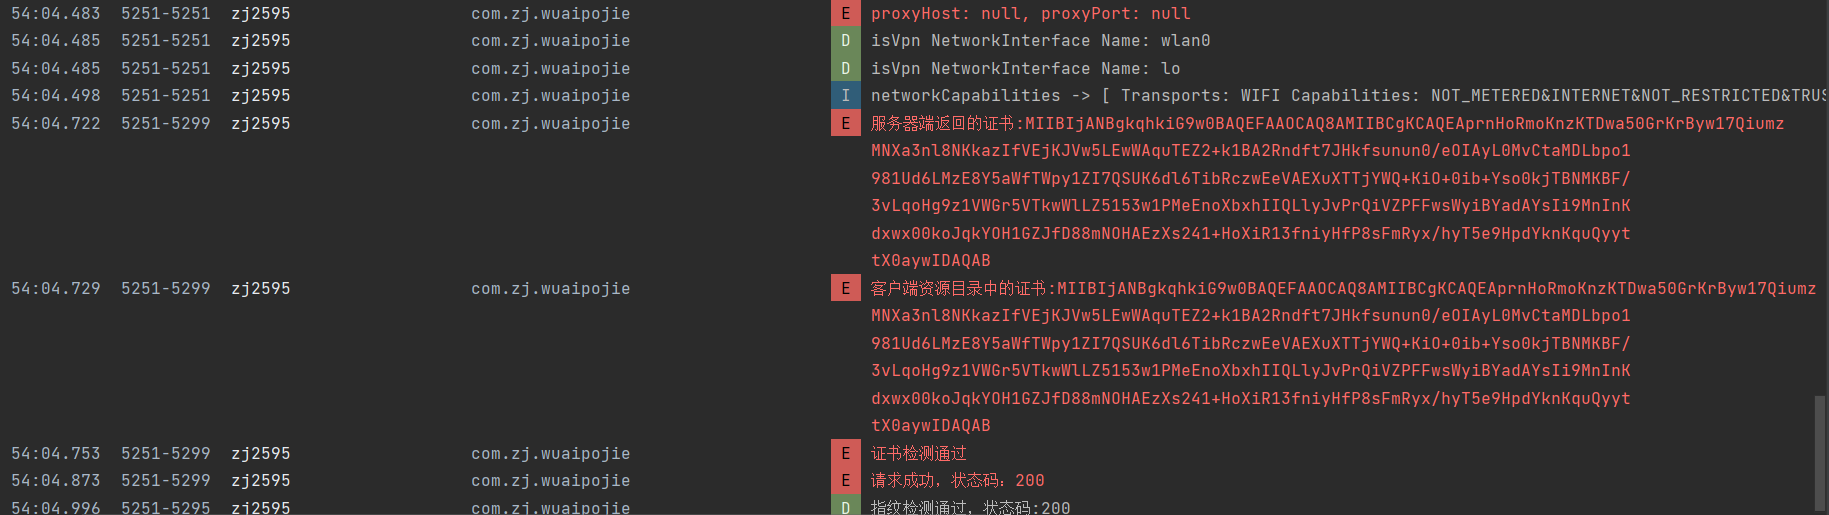 54:04.483 5251-5251 zj2595 com.zj.wuaipojie E proxyHost: null, proxyPort: null
54:04.485 5251-5251 zj2595 com.zj.wuaipojie D isVpn NetworkInterface Name: wlan0
54:04.485 5251-5251 zj2595 com.zj.wuaipojie D isVpn NetworkInterface Name: lo
54:04.498 5251-5251 zj2595 com.zj.wuaipojie I networkCapabilities -> [ Transports: WIFI Capabilities: NOT_METERED&INTERNET&NOT_RESTRICTED&TRUS
54:04.722 5251-5299 zj2595 com.zj.wuaipojie E 服务器端返回的证书:MIIBIjANBgkqhkiG9w0BAQEFAAOCAQ8AMIIBCgKCAQEAprnHoRmoKnzKTDwa50GrKrByw17Qiumz
MNXa3nl8NKkazIfVEjKJVw5LEwWAquTEZ2+k1BA2Rndft7JHkfsunun0/eOIAyL0MvCtaMDLbpo1
981Ud6LMzE8Y5aWfTWpy1ZI7QSUK6dl6TibRczwEeVAEXuXTTjYWQ+KiO+0ib+Yso0kjTBNMKBF/
3vLqoHg9z1VWGr5VTkwWlLZ5153w1PMeEnoXbxhIIQLlyJvPrQiVZPFFwsWyiBYadAYsIi9MnInK
dxwx00koJqkYOH1GZJfD88mNOHAEzXs241+HoXiR13fniyHfP8sFmRyx/hyT5e9HpdYknKquQyyt
tX0aywIDAQAB
54:04.729 5251-5299 zj2595 com.zj.wuaipojie E 客户端资源目录中的证书:MIIBIjANBgkqhkiG9w0BAQEFAAOCAQ8AMIIBCgKCAQEAprnHoRmoKnzKTDwa50GrKrByw17Qiumz
MNXa3nl8NKkazIfVEjKJVw5LEwWAquTEZ2+k1BA2Rndft7JHkfsunun0/eOIAyL0MvCtaMDLbpo1
981Ud6LMzE8Y5aWfTWpy1ZI7QSUK6dl6TibRczwEeVAEXuXTTjYWQ+KiO+0ib+Yso0kjTBNMKBF/
3vLqoHg9z1VWGr5VTkwWlLZ5153w1PMeEnoXbxhIIQLlyJvPrQiVZPFFwsWyiBYadAYsIi9MnInK
dxwx00koJqkYOH1GZJfD88mNOHAEzXs241+HoXiR13fniyHfP8sFmRyx/hyT5e9HpdYknKquQyyt
tX0aywIDAQAB
54:04.753 5251-5299 zj2595 com.zj.wuaipojie E 证书检测通过
54:04.873 5251-5299 zj2595 com.zj.wuaipojie E 请求成功，状态码：200
54:04.996 5251-5295 zj2595 com.zj.wuaipojie D 指纹检测通过，状态码:200